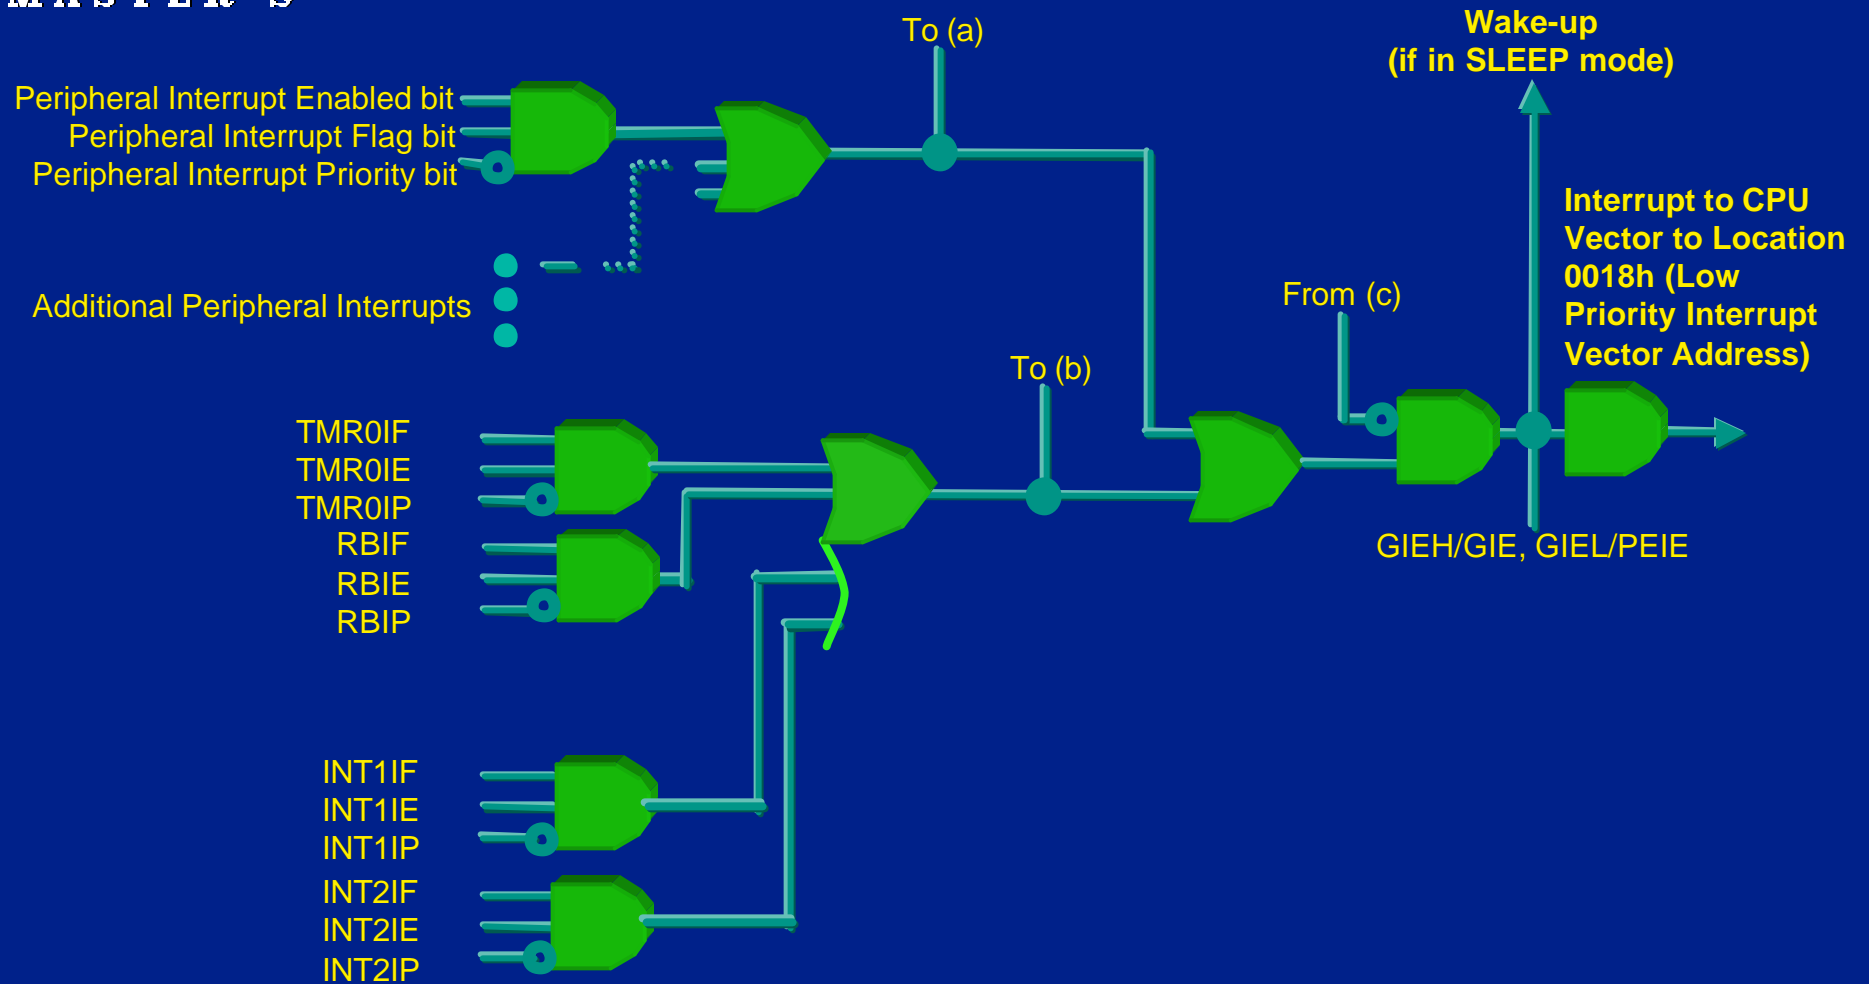 MASTER'S
To (a)
Wake-up
(if in SLEEP mode)
Peripheral Interrupt Enabled bit
Peripheral Interrupt Flag bit
Peripheral Interrupt Priority bit
Interrupt to CPU
Vector to Location
0018h (Low
Priority Interrupt
Vector Address)
Additional Peripheral Interrupts
From (c)
To (b)
TMR0IF
TMR0IE
TMR0IP
RBIF
RBIE
RBIP
GIEH/GIE, GIEL/PEIE
INT1IF
INT1IE
INT1IP
INT2IF
INT2IE
INT2IP